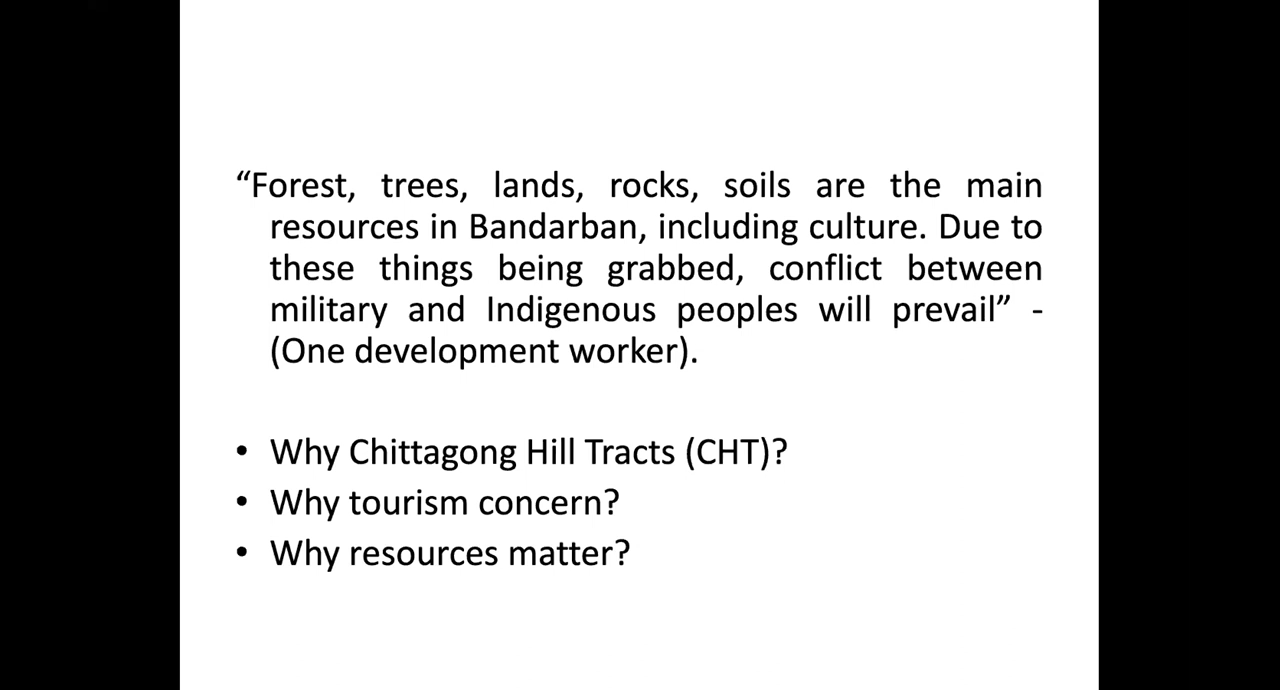 “Forest, trees, lands, rocks, soils are the main
resources in Bandarban, including culture. Due to
these things being grabbed, conflict between
military and Indigenous peoples will prevail” -
(One development worker).
• Why Chittagong Hill Tracts (CHT)?
• Why tourism concern?
• Why resources matter?